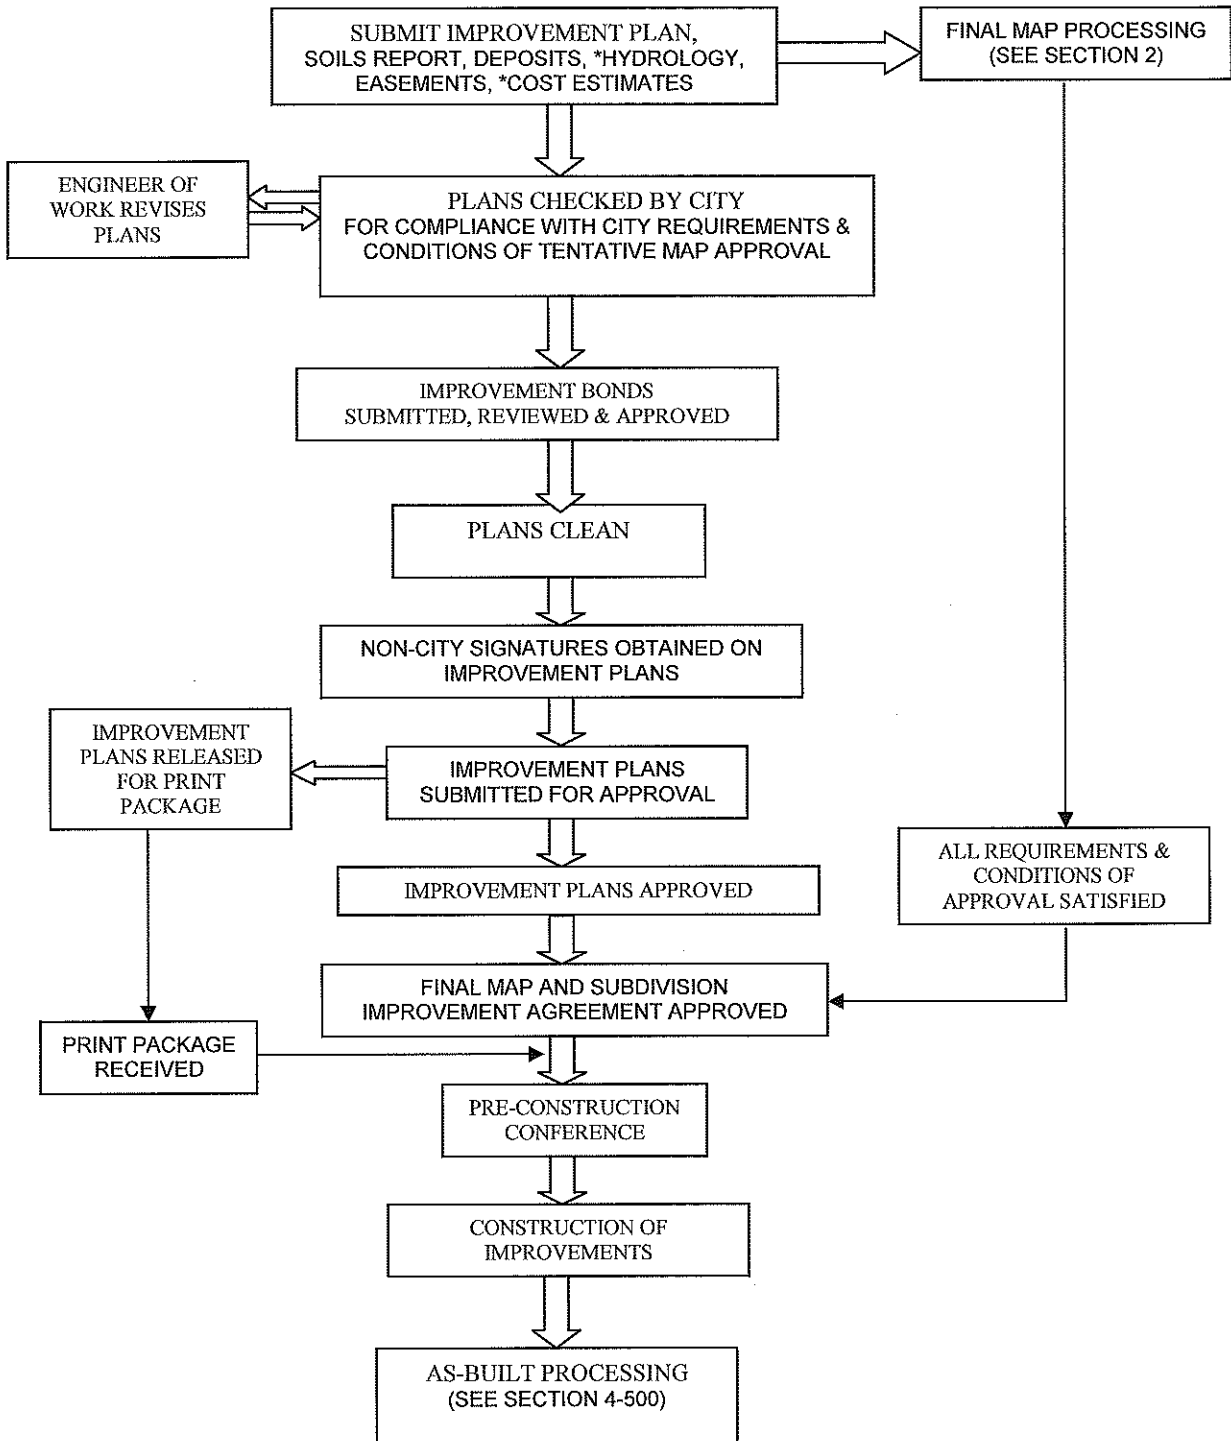 SUBMIT IMPROVEMENT PLAN,
SOILS REPORT, DEPOSITS, *HYDROLOGY,
EASEMENTS, *COST ESTIMATES
FINAL MAP PROCESSING
(SEE SECTION 2)
ENGINEER OF
WORK REVISES
PLANS
PLANS CHECKED BY CITY
FOR COMPLIANCE WITH CITY REQUIREMENTS &
CONDITIONS OF TENTATIVE MAP APPROVAL
IMPROVEMENT BONDS
SUBMITTED, REVIEWED & APPROVED
PLANS CLEAN
NON-CITY SIGNATURES OBTAINED ON
IMPROVEMENT PLANS
IMPROVEMENT
PLANS RELEASED
FOR PRINT
PACKAGE
IMPROVEMENT PLANS
SUBMITTED FOR APPROVAL
ALL REQUIREMENTS &
CONDITIONS OF
APPROVAL SATISFIED
IMPROVEMENT PLANS APPROVED
FINAL MAP AND SUBDIVISION
IMPROVEMENT AGREEMENT APPROVED
PRINT PACKAGE
RECEIVED
PRE-CONSTRUCTION
CONFERENCE
CONSTRUCTION OF
IMPROVEMENTS
AS-BUILT PROCESSING
(SEE SECTION 4-500)